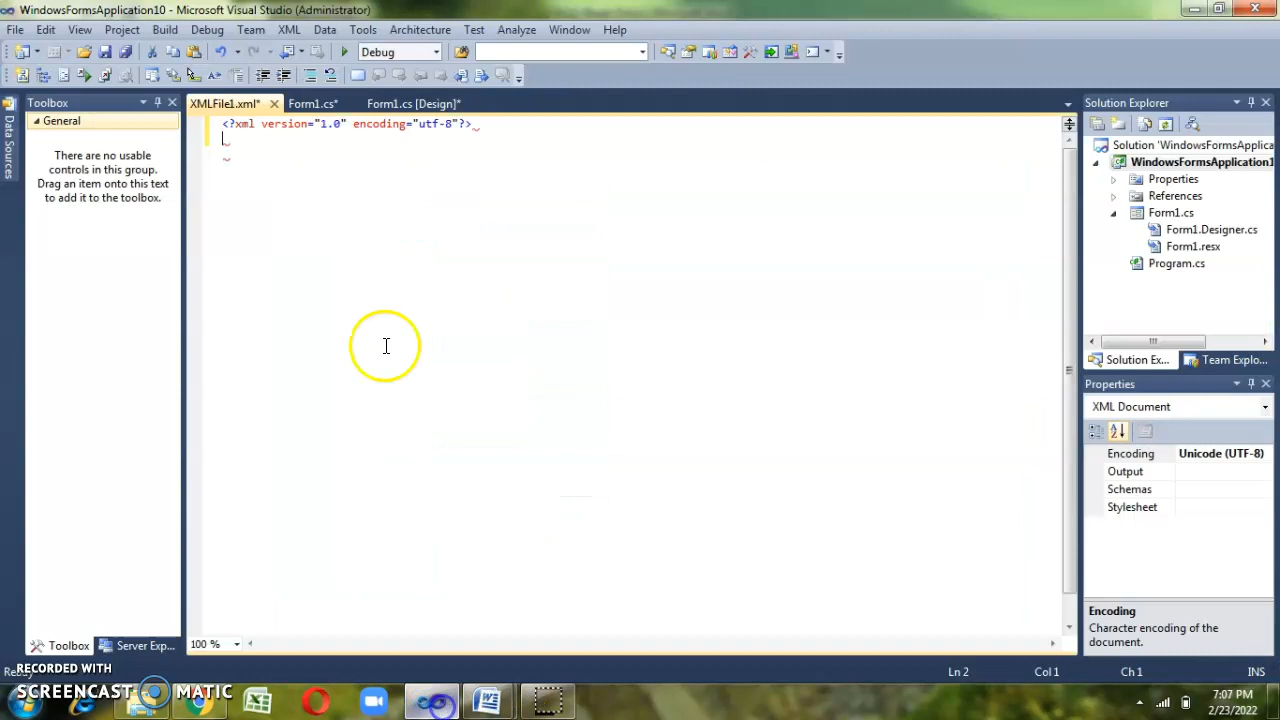 WindowsFormsApplication10 - Microsoft Visual Studio (Administrator)
File Edit View Project Build Debug Team XML Data Tools Architecture Test Analyze Window Help
Debug
Data Sources
Toolbox
General
There are no usable
controls in this group.
Drag an item onto this text
to add it to the toolbox.
XMLFile1.xml*
Form1.cs*
Form1.cs [Design]*
<?xml version="1.0" encoding="utf-8"?>
Solution Explorer
Solution 'WindowsFormsApplica
WindowsFormsApplication1
Properties
References
Form1.cs
Form1.Designer.cs
Form1.resx
Program.cs
Solution Ex...
Team Explo...
Properties
XML Document
Encoding Unicode (UTF-8)
Output
Schemas
Stylesheet
Encoding
Character encoding of the
document.
100 %
Toolbox
Server Exp...
Ln 2 Col 1 Ch 1 INS
RECORDED WITH
SCREENCAST MATIC
7:07 PM
2/23/2022